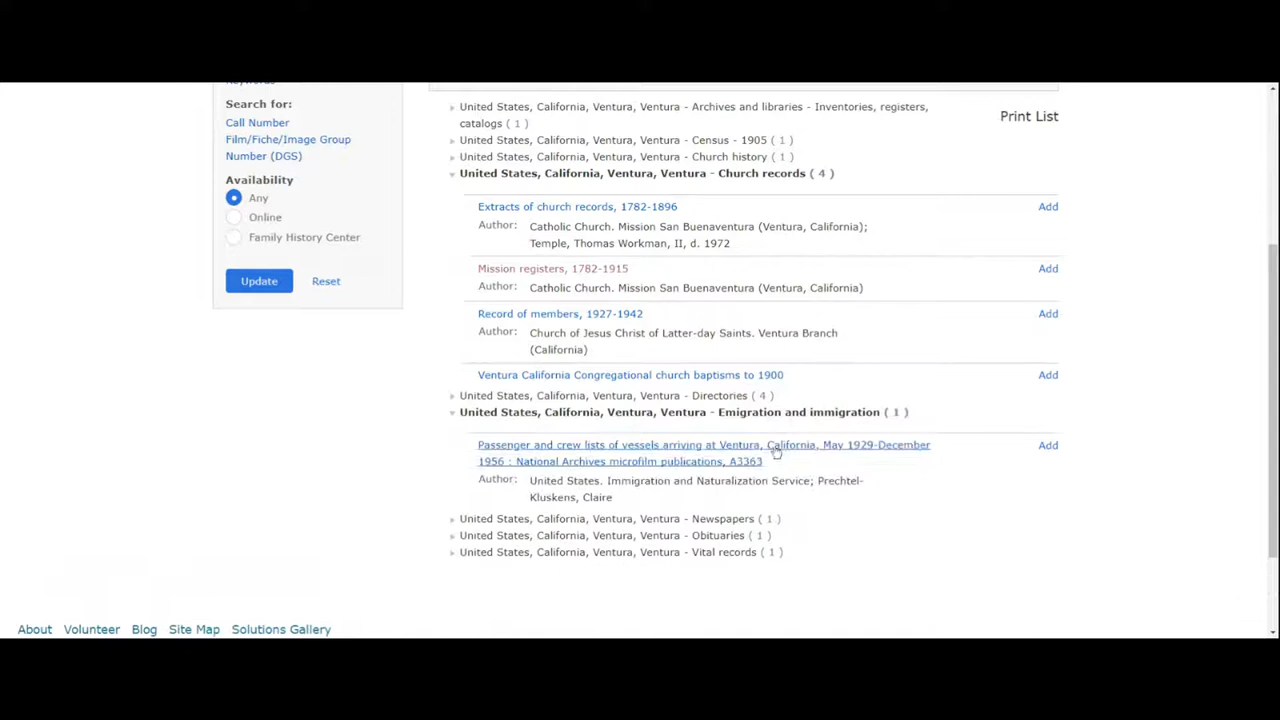 Keywords
Search for:
Call Number
Film/Fiche/Image Group
Number (DGS)
Availability
Any
Online
Family History Center
Update Reset
United States, California, Ventura, Ventura - Archives and libraries - Inventories, registers,
catalogs ( 1 )
Print List
United States, California, Ventura, Ventura - Census - 1905 ( 1 )
United States, California, Ventura, Ventura - Church history ( 1 )
United States, California, Ventura, Ventura - Church records ( 4 )
Extracts of church records, 1782-1896 Add
Author: Catholic Church. Mission San Buenaventura (Ventura, California);
Temple, Thomas Workman, II, d. 1972
Mission registers, 1782-1915 Add
Author: Catholic Church. Mission San Buenaventura (Ventura, California)
Record of members, 1927-1942 Add
Author: Church of Jesus Christ of Latter-day Saints. Ventura Branch
(California)
Ventura California Congregational church baptisms to 1900 Add
United States, California, Ventura, Ventura - Directories ( 4 )
United States, California, Ventura, Ventura - Emigration and immigration ( 1 )
Passenger and crew lists of vessels arriving at Ventura, California, May 1929-December Add
1956 : National Archives microfilm publications, A3363
Author: United States. Immigration and Naturalization Service; Prechtel-
Kluskens, Claire
United States, California, Ventura, Ventura - Newspapers ( 1 )
United States, California, Ventura, Ventura - Obituaries ( 1 )
United States, California, Ventura, Ventura - Vital records ( 1 )
About Volunteer Blog Site Map Solutions Gallery